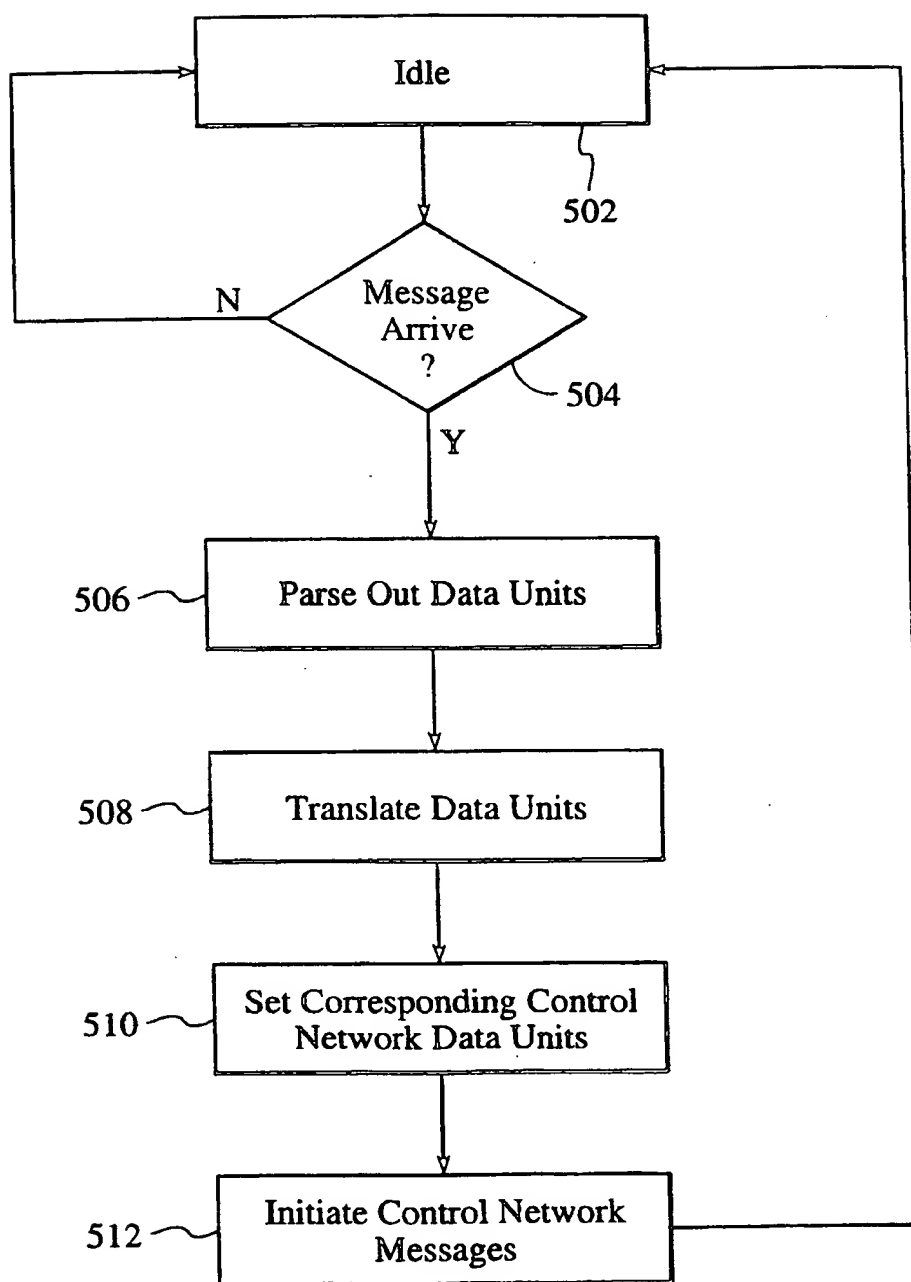 Idle
502
Message
Arrive
?
N
504
Y
506
Parse Out Data Units
508
Translate Data Units
510
Set Corresponding Control
Network Data Units
512
Initiate Control Network
Messages